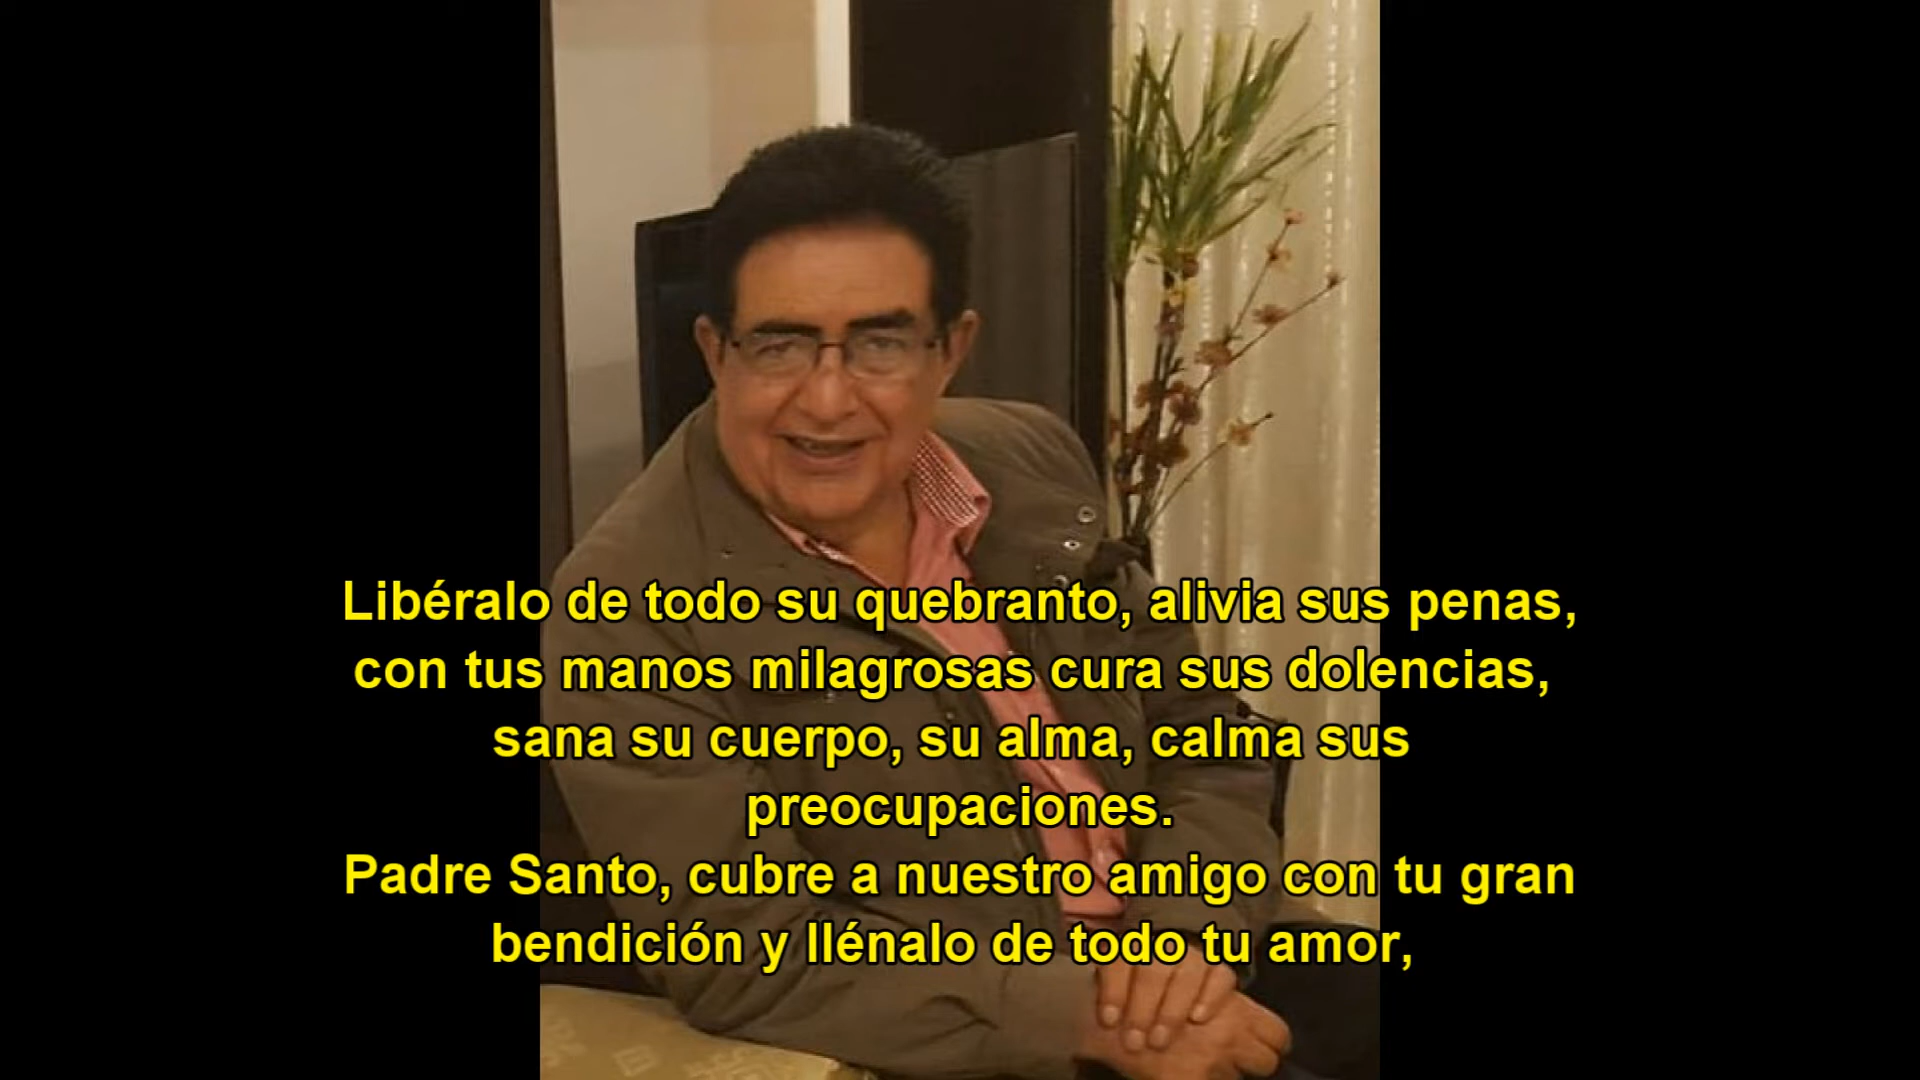 Libéralo de todo su quebranto, alivia sus penas,
con tus manos milagrosas cura sus dolencias,
sana su cuerpo, su alma, calma sus
preocupaciones.
Padre Santo, cubre a nuestro amigo con tu gran
bendición y llénalo de todo tu amor,